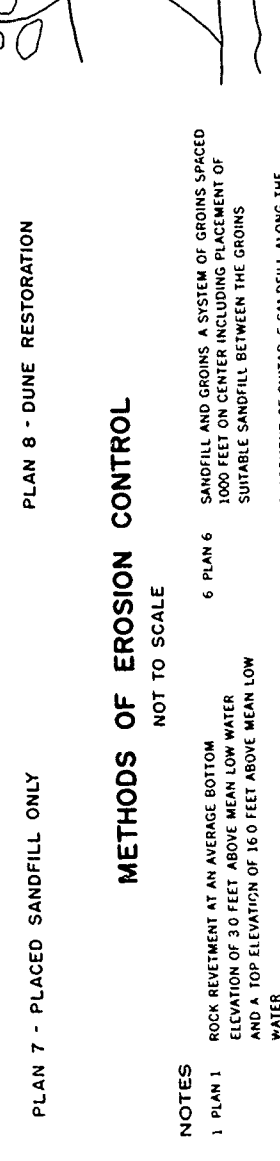 PLAN 7 - PLACED SANDFILL ONLY
PLAN 8 - DUNE RESTORATION
METHODS OF EROSION CONTROL
NOT TO SCALE
NOTES
1 PLAN 1 ROCK REVETMENT AT AN AVERAGE BOTTOM
ELEVATION OF 3 0 FEET ABOVE MEAN LOW WATER
AND A TOP ELEVATION OF 16 0 FEET ABOVE MEAN LOW
WATER
6 PLAN 6 SANDFILL AND GROINS A SYSTEM OF GROINS SPACED
1000 FEET ON CENTER INCLUDING PLACEMENT OF
SUITABLE SANDFILL BETWEEN THE GROINS
ALONG THE